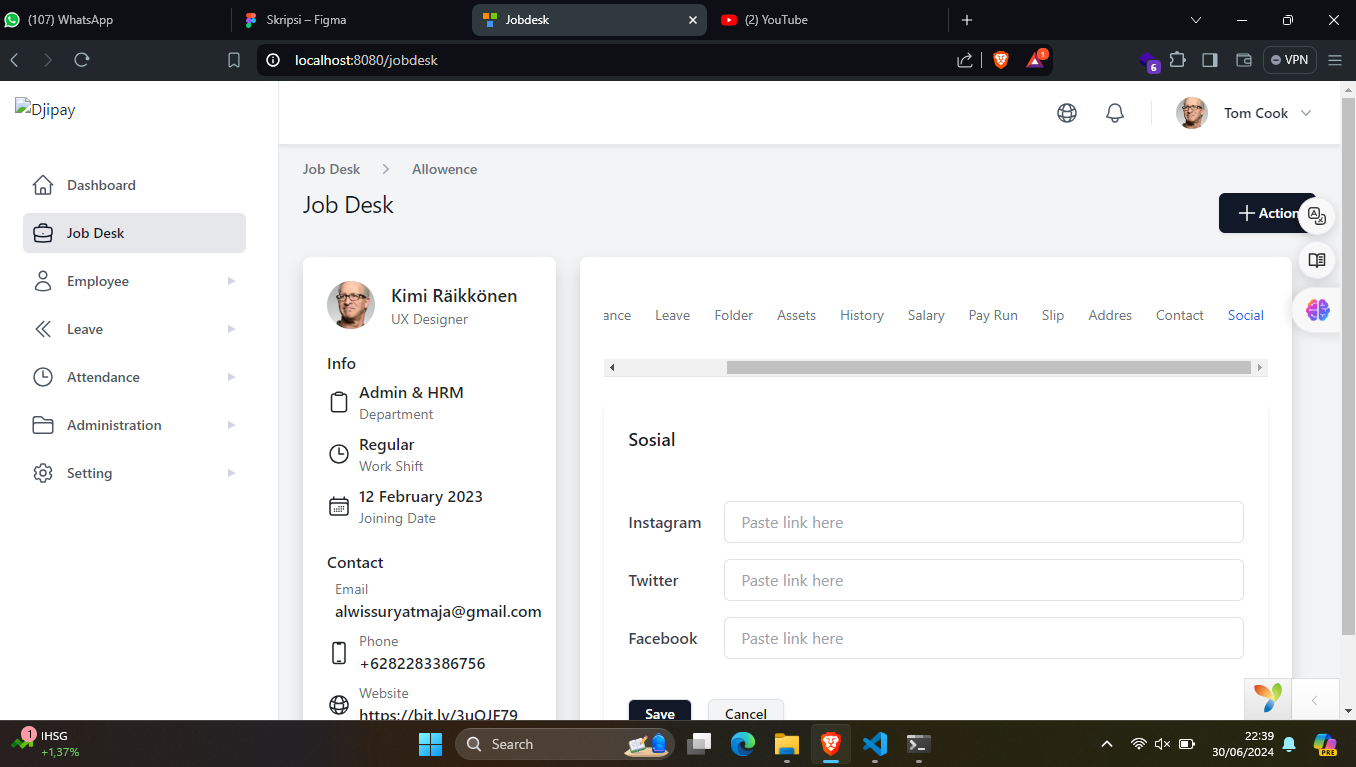 (107) WhatsApp
Skripsi – Figma
Jobdesk
(2) YouTube
localhost:8080/jobdesk
1
6
VPN
Djipay
Tom Cook
Dashboard
Job Desk
Employee
Leave
Attendance
Administration
Setting
Job Desk
Allowence
Job Desk
Action
Kimi Räikkönen
UX Designer
Info
Admin & HRM
Department
Regular
Work Shift
12 February 2023
Joining Date
Contact
Email
alwissuryatmaja@gmail.com
Phone
+6282283386756
Website
https://bit.ly/3uOJF79
ance
Leave
Folder
Assets
History
Salary
Pay Run
Slip
Addres
Contact
Social
Sosial
Instagram
Paste link here
Twitter
Paste link here
Facebook
Paste link here
Save
Cancel
1
IHSG
+1,37%
Search
22:39
30/06/2024
PRE